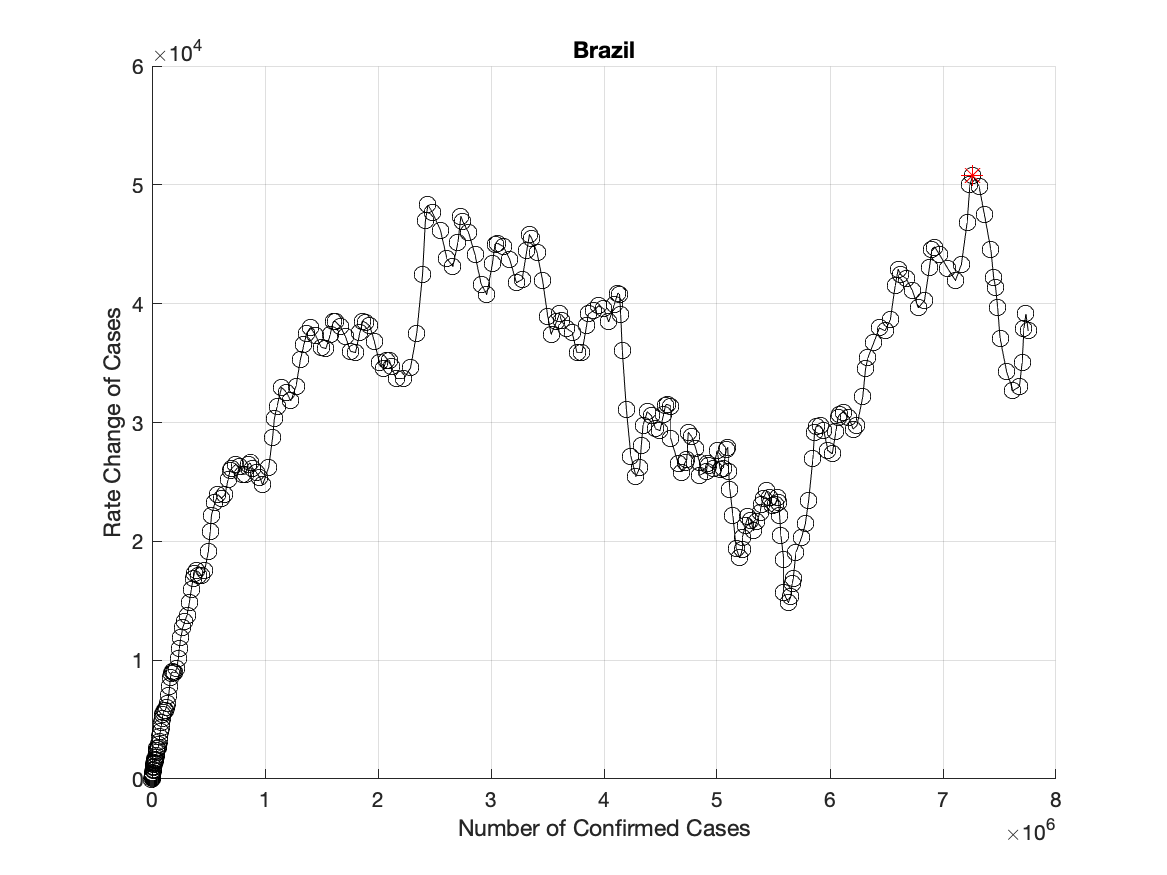 Brazil
×10⁴
6
5
4
3
2
1
0
Rate Change of Cases
0 1 2 3 4 5 6 7 8
Number of Confirmed Cases
×10⁶